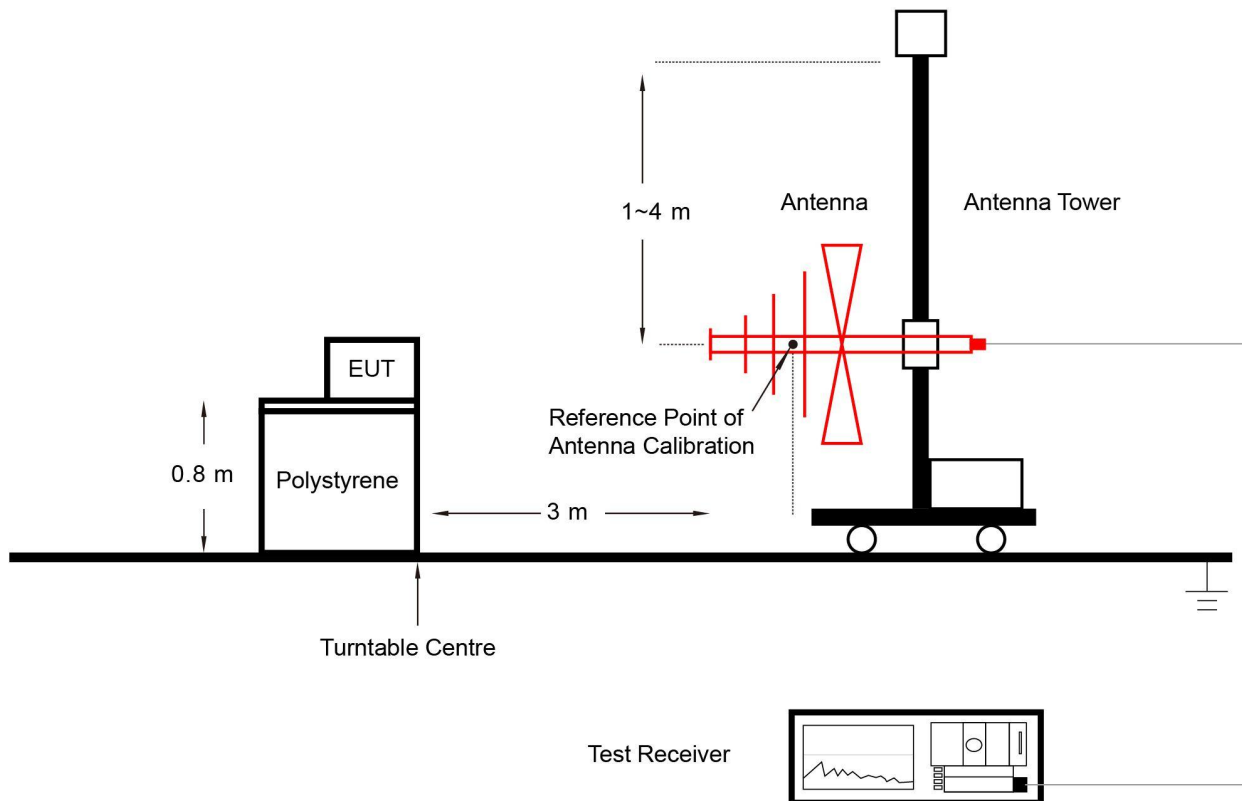 1~4 m
Antenna
Antenna Tower
EUT
Reference Point of
Antenna Calibration
0.8 m
Polystyrene
3 m
Turntable Centre
Test Receiver